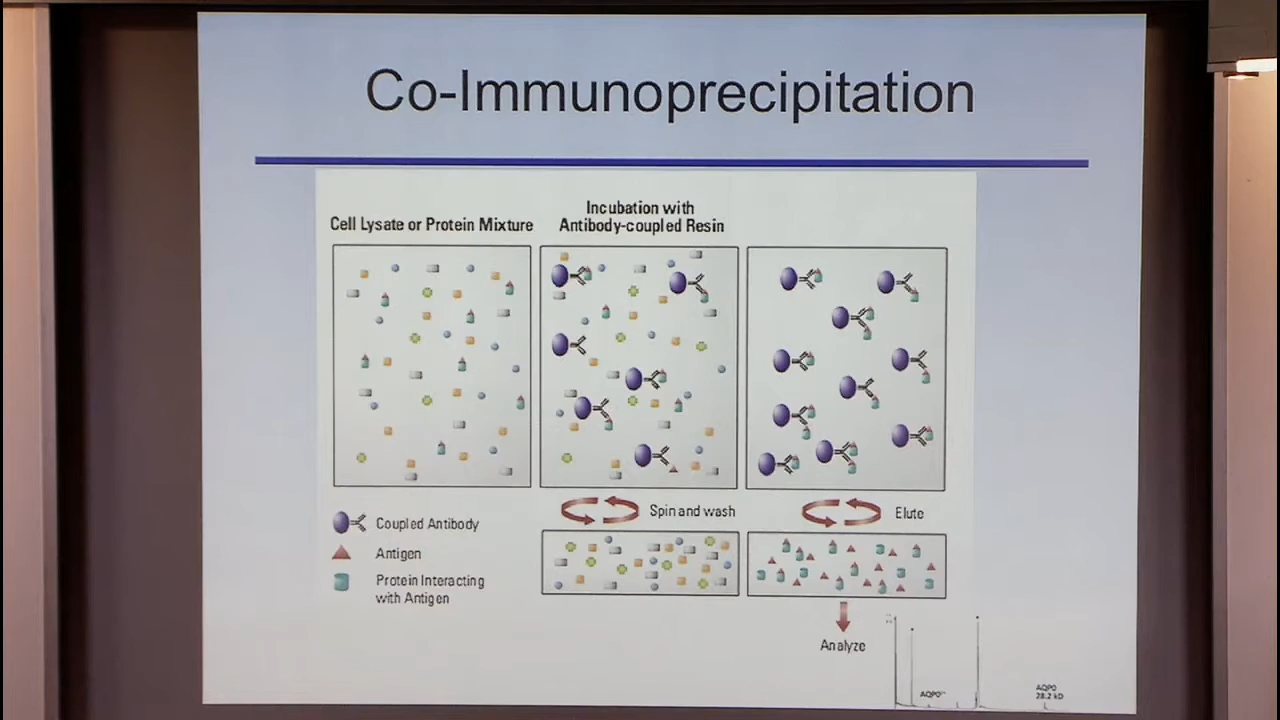 Co-Immunoprecipitation
Cell Lysate or Protein Mixture
Incubation with
Antibody-coupled Resin
Spin and wash
Elute
Coupled Antibody
Antigen
Protein Interacting
with Antigen
Analyze
AQP0
28.2 kD